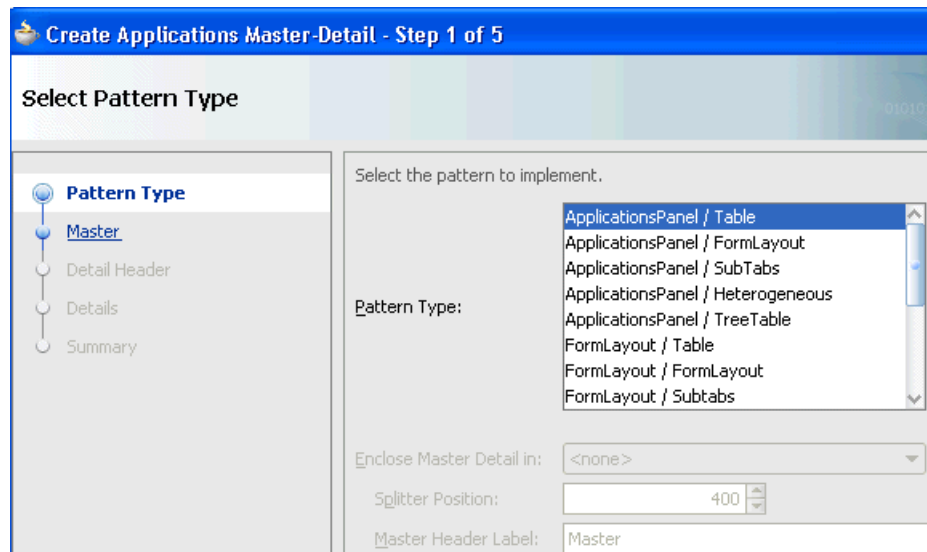 Create Applications Master-Detail - Step 1 of 5
Select Pattern Type
01010
Pattern Type
Master
Detail Header
Details
Summary
Select the pattern to implement.
Pattern Type:
ApplicationsPanel / Table
ApplicationsPanel / FormLayout
ApplicationsPanel / SubTabs
ApplicationsPanel / Heterogeneous
ApplicationsPanel / TreeTable
FormLayout / Table
FormLayout / FormLayout
FormLayout / Subtabs
Enclose Master Detail in: <none>
Splitter Position: 400
Master Header Label: Master